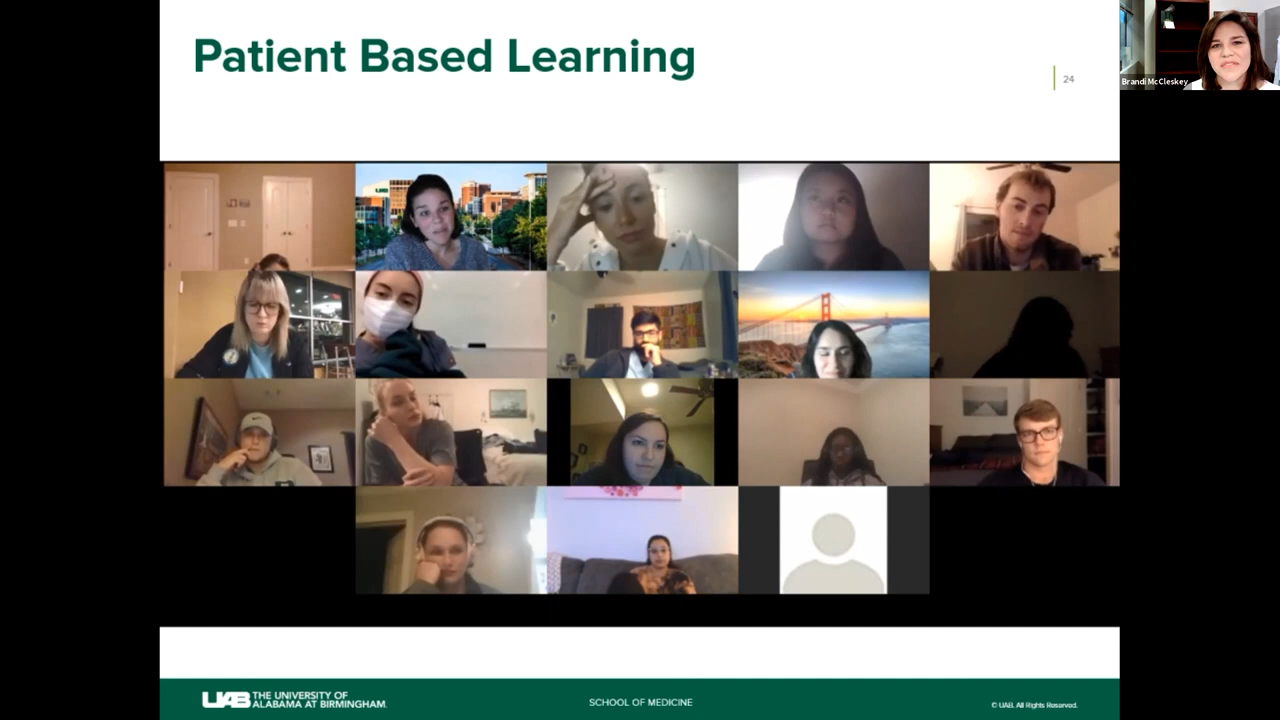 Patient Based Learning
24
Brandi McCleskey
UAB
UAB THE UNIVERSITY OF
ALABAMA AT BIRMINGHAM.
SCHOOL OF MEDICINE
© UAB. All Rights Reserved.